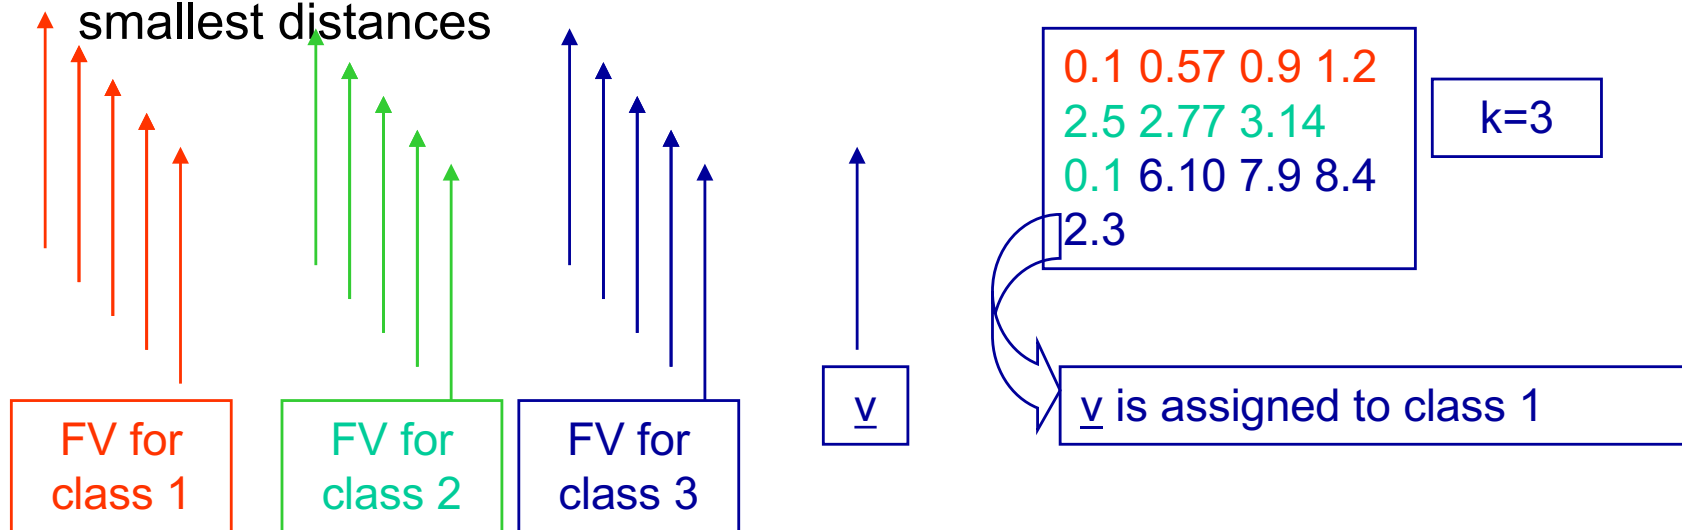 smallest distances
0.1 0.57 0.9 1.2
2.5 2.77 3.14
0.1 6.10 7.9 8.4
2.3
k=3
v
v is assigned to class 1
FV for
class 1
FV for
class 2
FV for
class 3